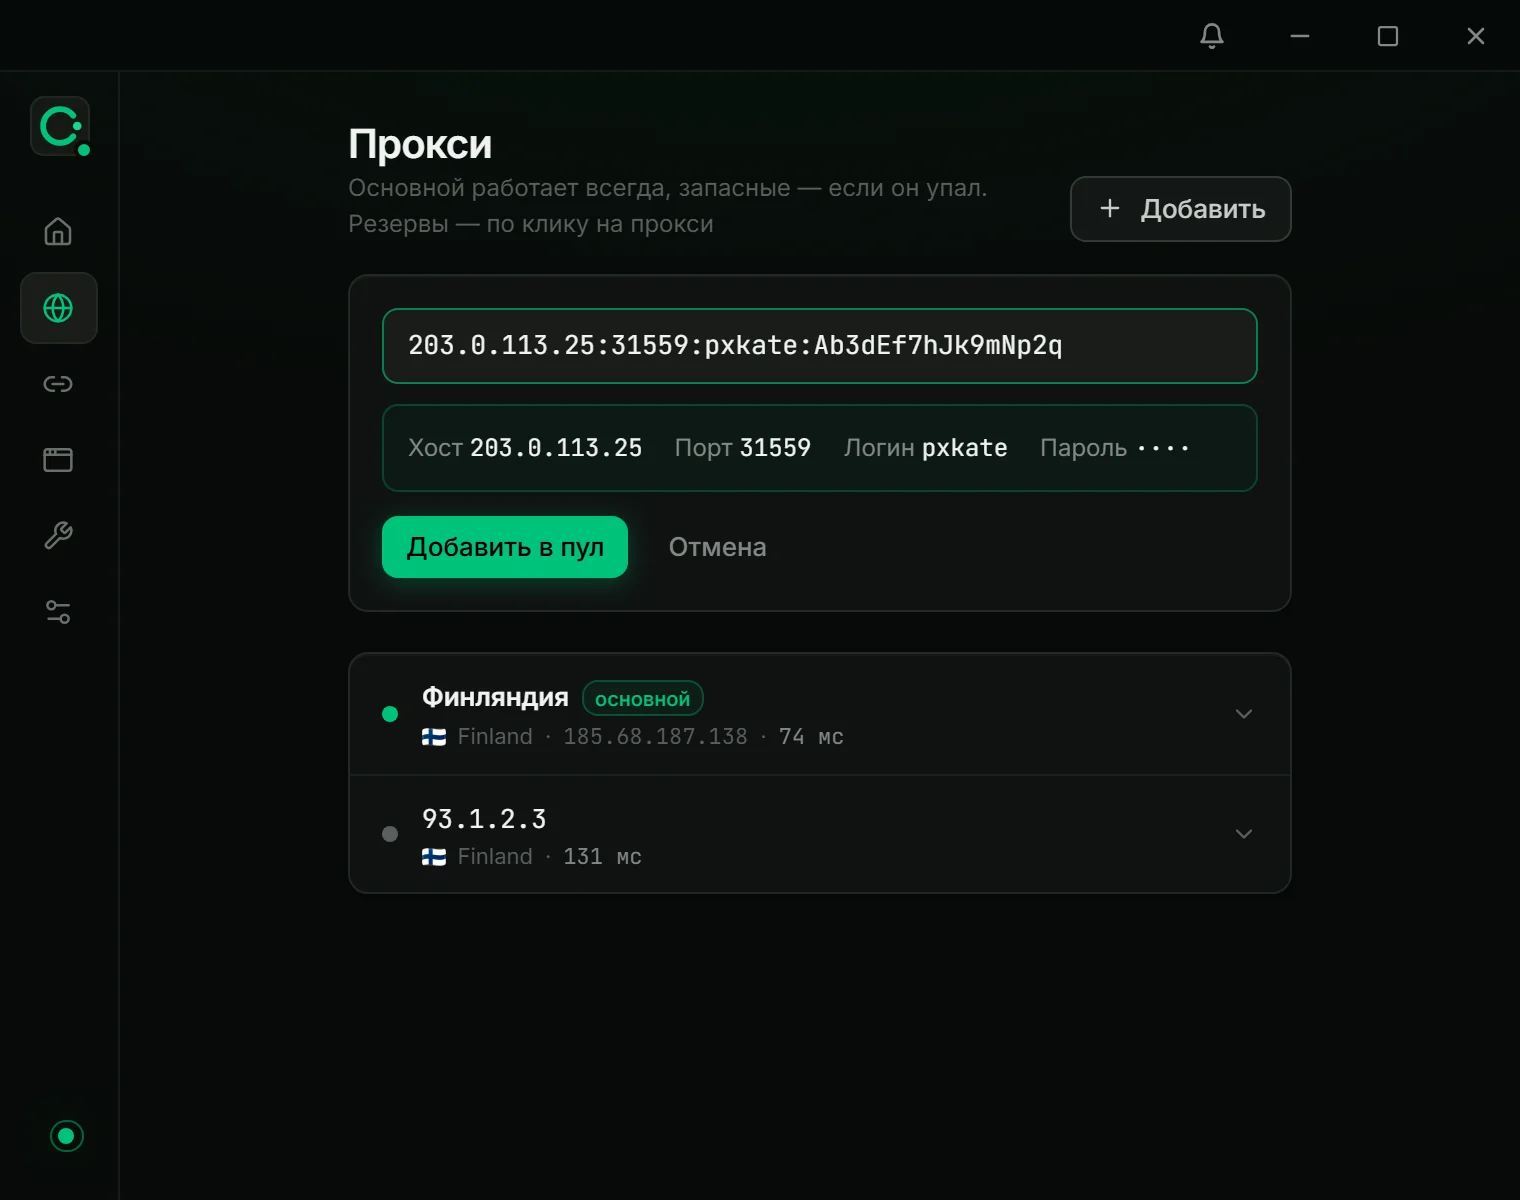 Прокси
Основной работает всегда, запасные — если он упал.
Резервы — по клику на прокси
+ Добавить
203.0.113.25:31559:pxkate:Ab3dEf7hJk9mNp2q
Хост 203.0.113.25 Порт 31559 Логин pxkate Пароль ····
Добавить в пул Отмена
Финляндия основной
Finland · 185.68.187.138 · 74 мс
93.1.2.3
Finland · 131 мс